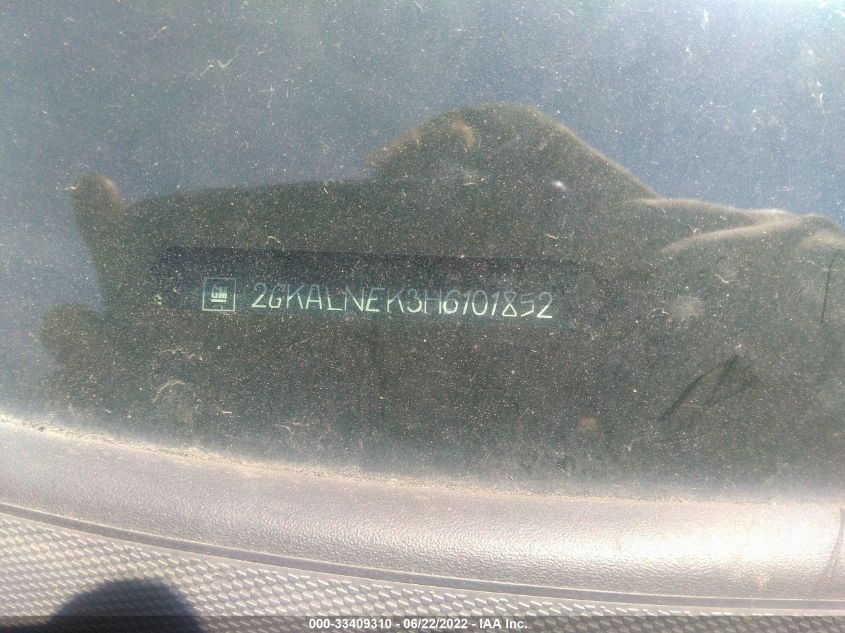 GM 2GKALNEK3H6101852
000-33409310 - 06/22/2022 - IAA Inc.